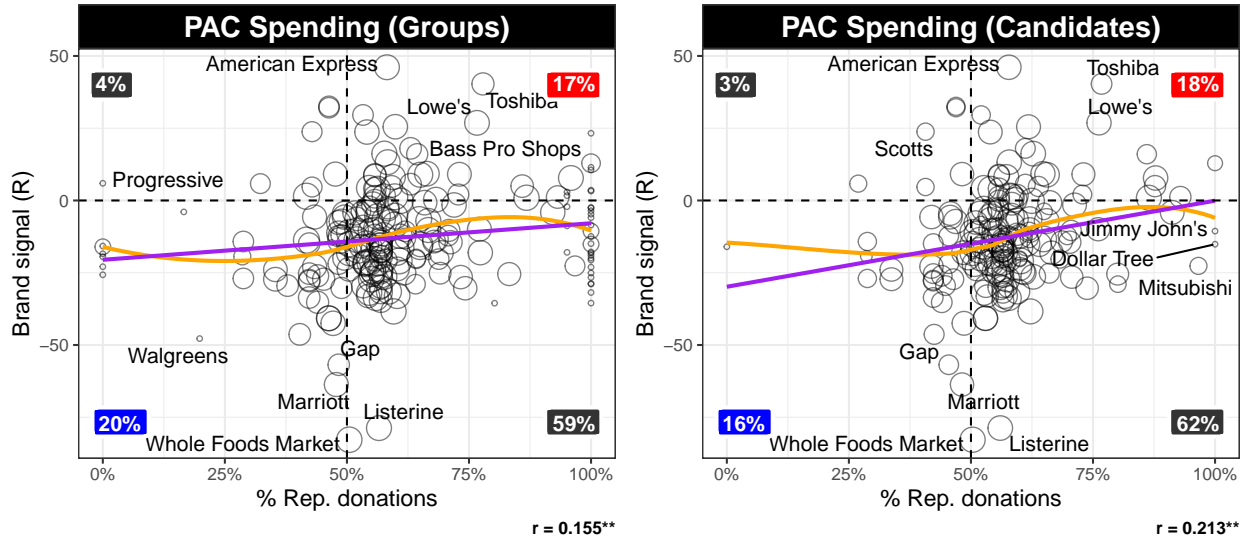 PAC Spending (Groups)
50
American Express
4%
17%
Lowe's
Toshiba
Bass Pro Shops
Progressive
0
Brand signal (R)
−50
Gap
Walgreens
Marriott
Listerine
20%
59%
Whole Foods Market
0%
25%
50%
75%
100%
% Rep. donations
r = 0.155**
PAC Spending (Candidates)
50
American Express
Toshiba
3%
18%
Lowe's
Scotts
0
Brand signal (R)
Jimmy John's
Dollar Tree
Mitsubishi
−50
Gap
Marriott
16%
62%
Whole Foods Market
Listerine
0%
25%
50%
75%
100%
% Rep. donations
r = 0.213**